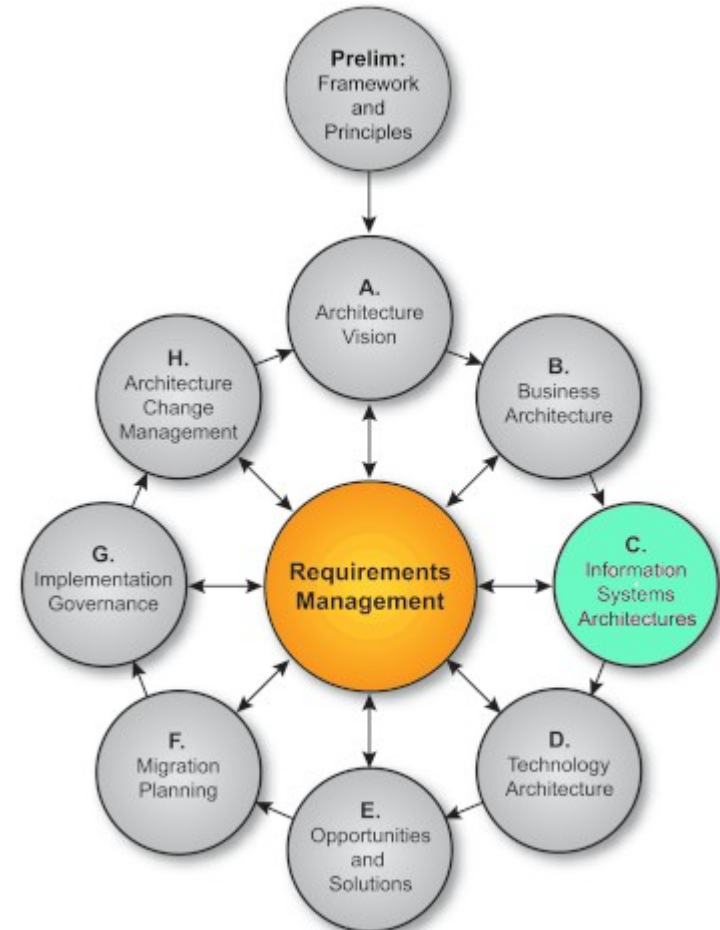 Prelim:
Framework
and
Principles
A.
Architecture
Vision
B.
Business
Architecture
C.
Information
Systems
Architectures
D.
Technology
Architecture
E.
Opportunities
and
Solutions
F.
Migration
Planning
G.
Implementation
Governance
H.
Architecture
Change
Management
Requirements
Management